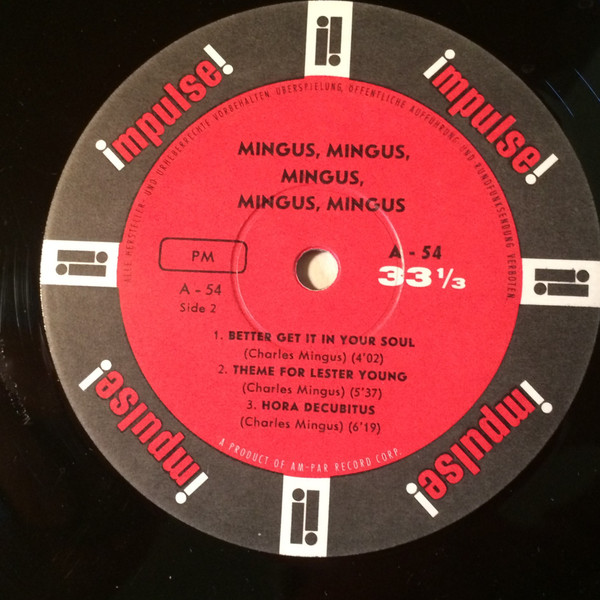 impulse!
impulse!
ALLE HERSTELLER- UND URHEBERRECHTE VORBEHALTEN ÜBERSPIELUNG, ÖFFENTLICHE AUFFÜHRUNG UND RUNDFUNKSENDUNG VERBOTEN
MINGUS, MINGUS,
MINGUS,
MINGUS, MINGUS
PM
A - 54
A - 54
33 1/3
Side 2
1. BETTER GET IT IN YOUR SOUL
(Charles Mingus) (4'02)
2. THEME FOR LESTER YOUNG
(Charles Mingus) (5'37)
3. HORA DECUBITUS
(Charles Mingus) (6'19)
A PRODUCT OF AM-PAR RECORD CORP.
impulse!
impulse!